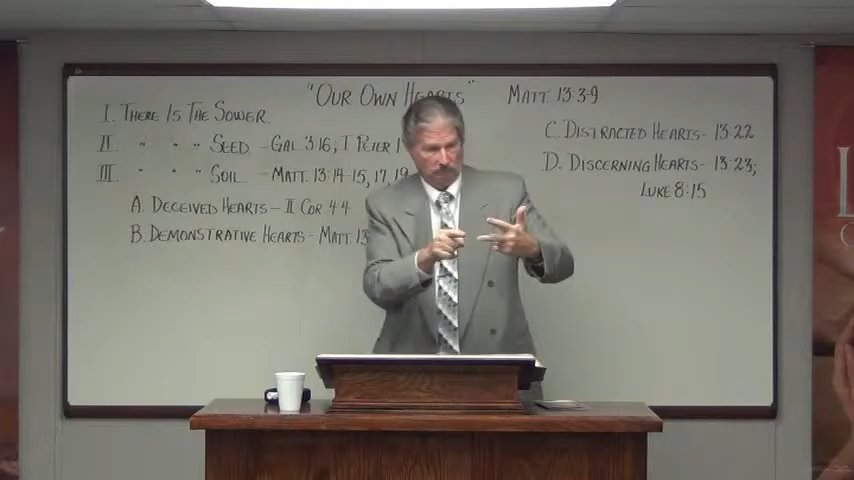 "OUR OWN HEARTS" MATT. 13:3-9
I. THERE IS THE SOWER
II. " " " SEED - GAL 3:16, I PETER 1
III. " " " SOIL - MATT. 13:14-15, 17, 19
A. DECEIVED HEARTS - II COR 4:4
B. DEMONSTRATIVE HEARTS - MATT. 13
C. DISTRACTED HEARTS - 13:22
D. DISCERNING HEARTS - 13:23;
LUKE 8:15